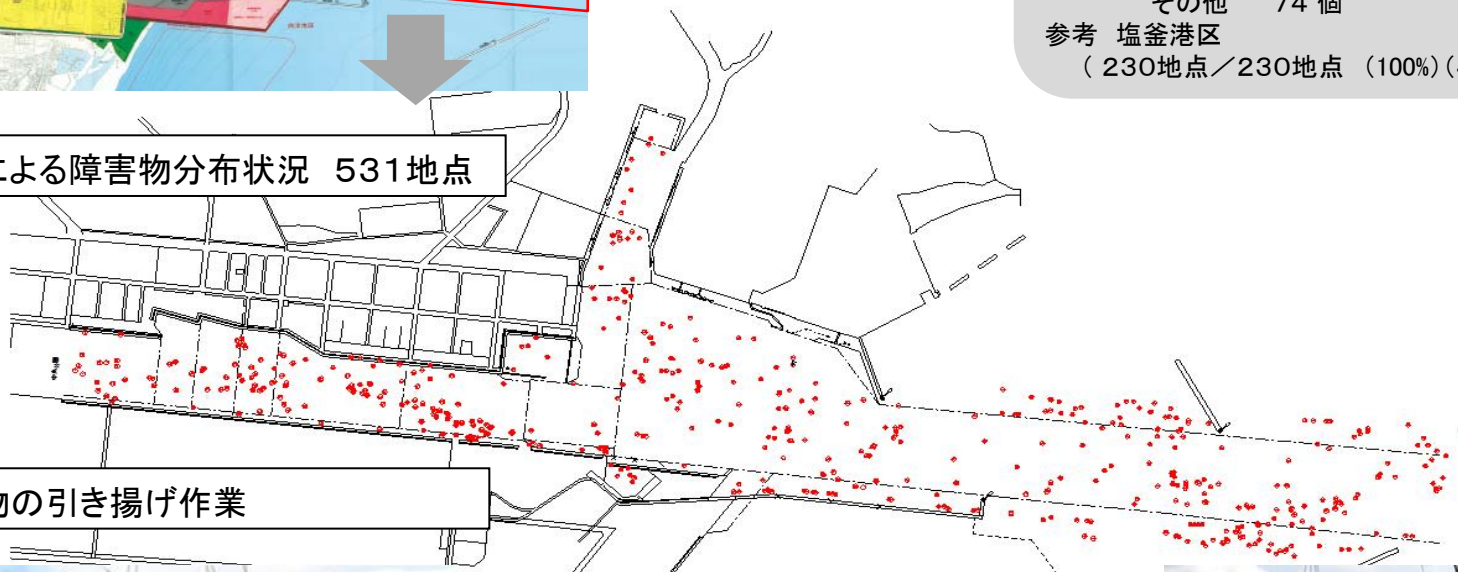 その他　　74 個
参考　塩釜港区
（ 230地点／230地点 （100%）（
による障害物分布状況　531地点
物の引き揚げ作業